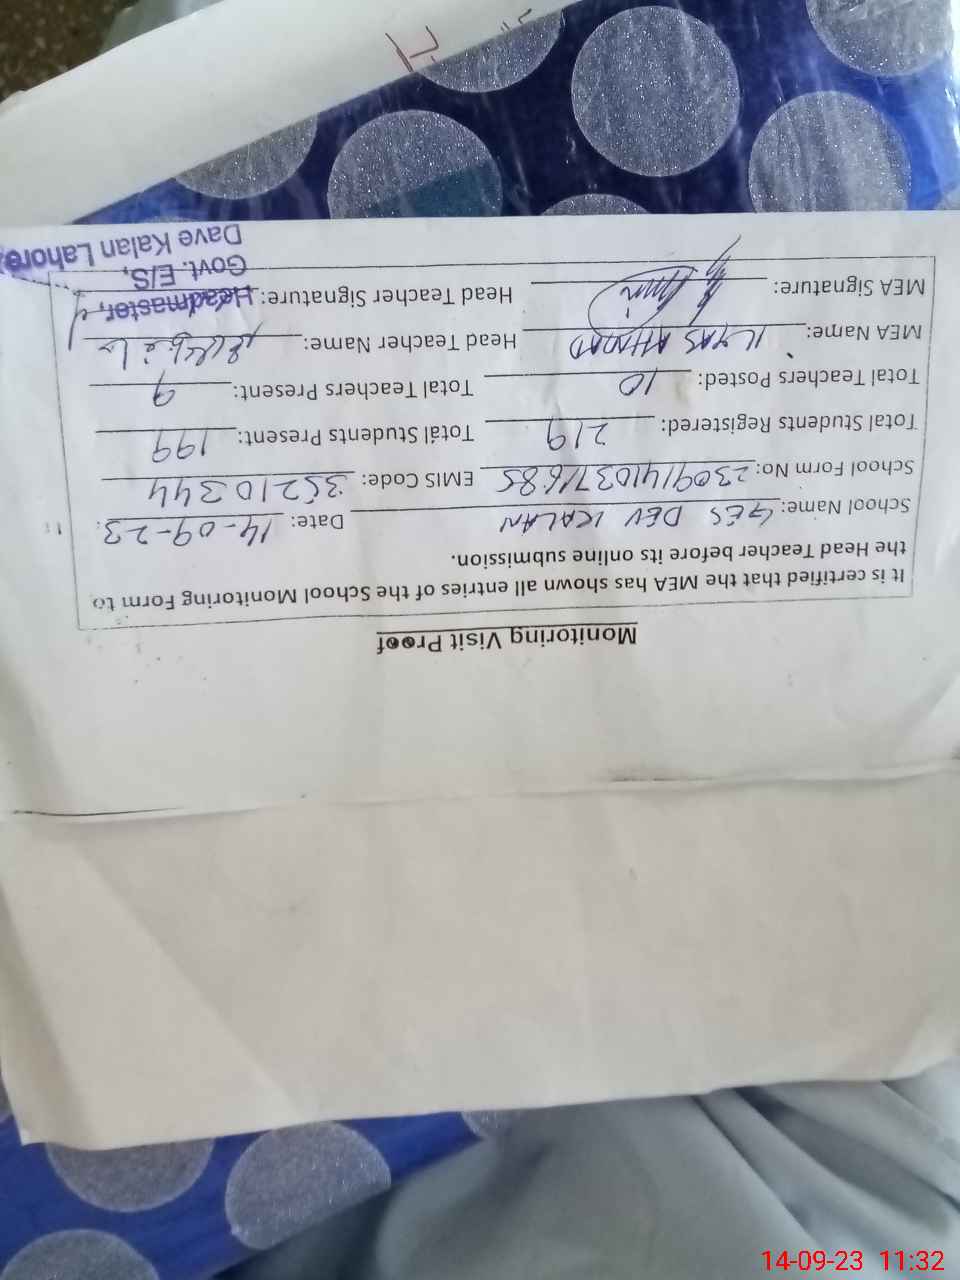 Monitoring Visit Proof
It is certified that the MEA has shown all entries of the School Monitoring Form to
the Head Teacher before its online submission.
School Name: GES DEV KALAN Date: 14-09-23
School Form No: 23091410371685 EMIS Code: 35210344
Total Students Registered: 219 Total Students Present: 199
Total Teachers Posted: 10 Total Teachers Present: 9
MEA Name: ILYAS AHMAD Head Teacher Name:
MEA Signature: Head Teacher Signature: Headmaster,
Govt. E/S,
Dave Kalan Lahore
14-09-23 11:32